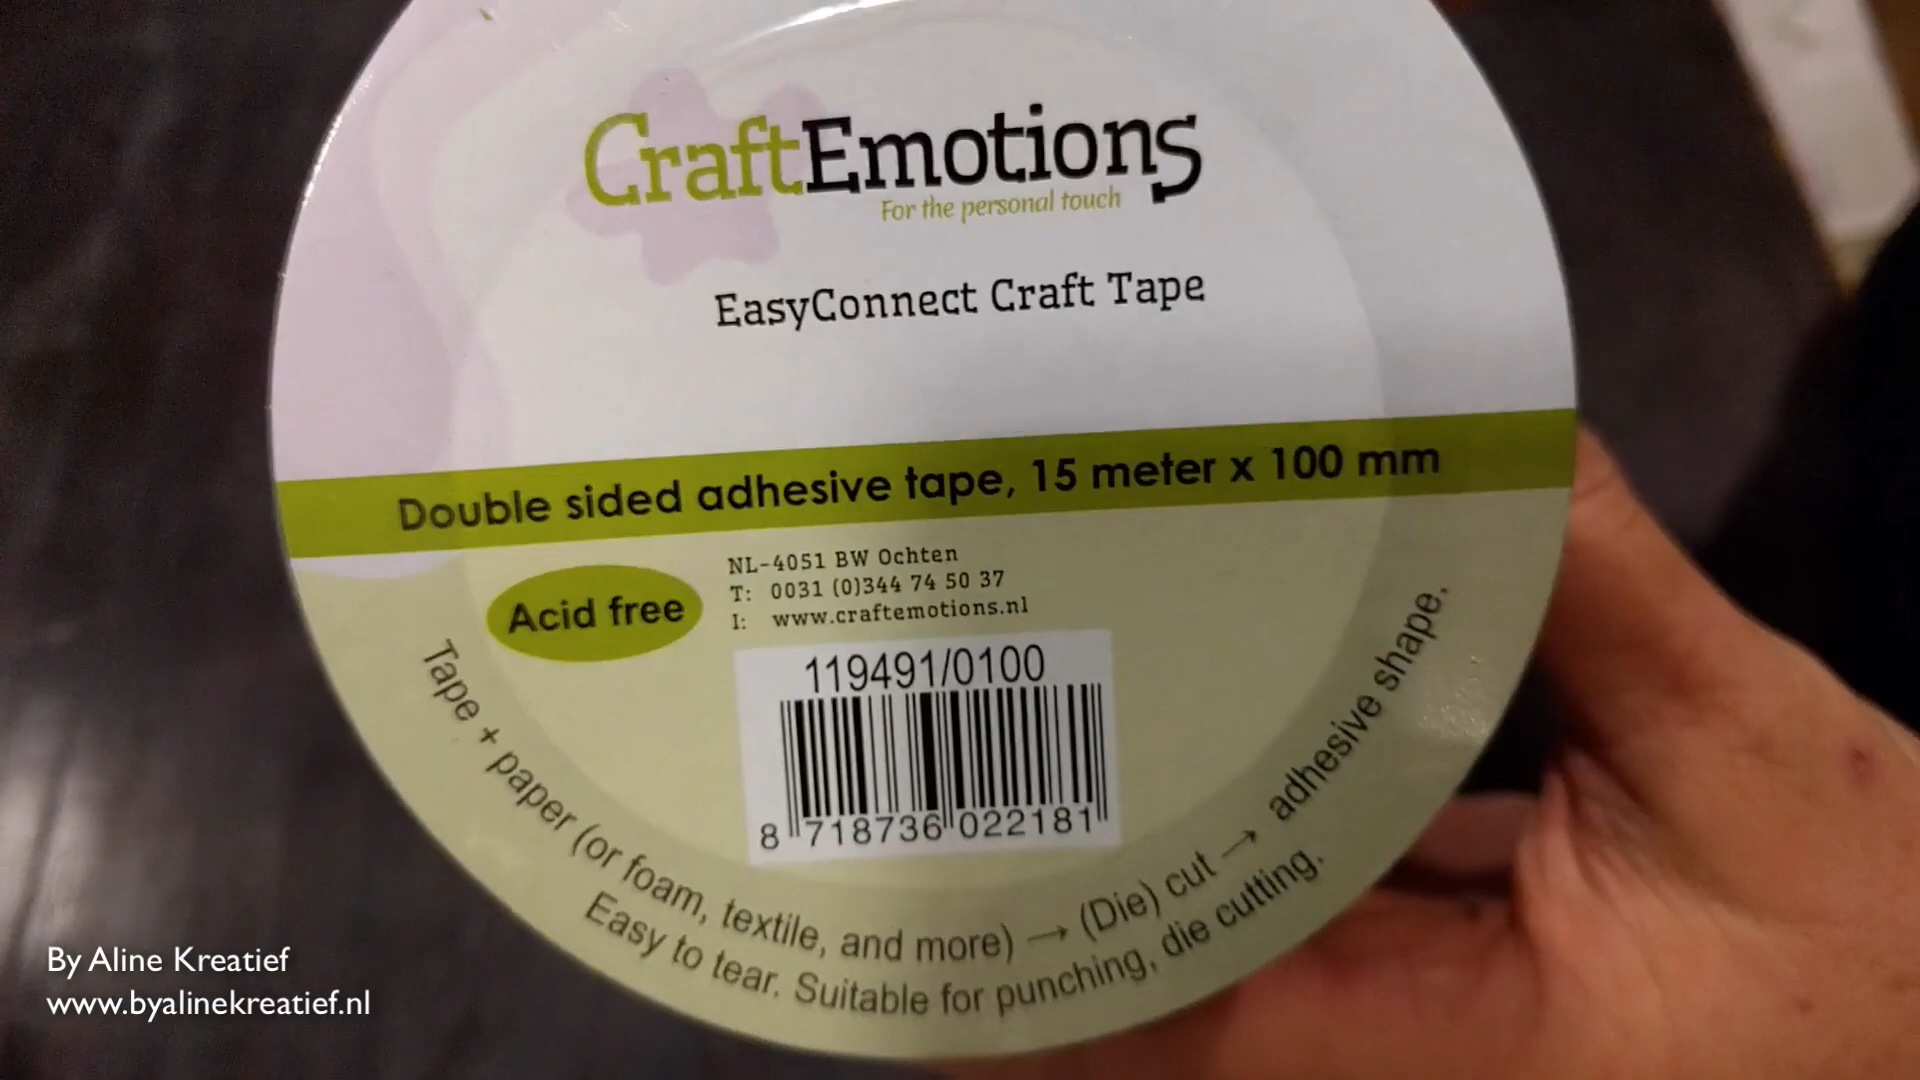 CraftEmotions
For the personal touch
EasyConnect Craft Tape
Double sided adhesive tape, 15 meter x 100 mm
Acid free
NL-4051 BW Ochten
T: 0031 (0)344 74 50 37
I: www.craftemotions.nl
119491/0100
8 718736 022181
Tape + paper (or foam, textile, and more) → (Die) cut → adhesive shape.
Easy to tear. Suitable for punching, die cutting.
By Aline Kreatief
www.byalinekreatief.nl